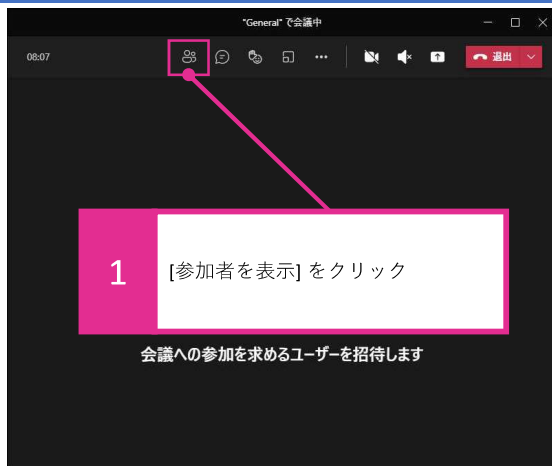 "General" で会議中
08:07
退出
1
[参加者を表示] をクリック
会議への参加を求めるユーザーを招待します